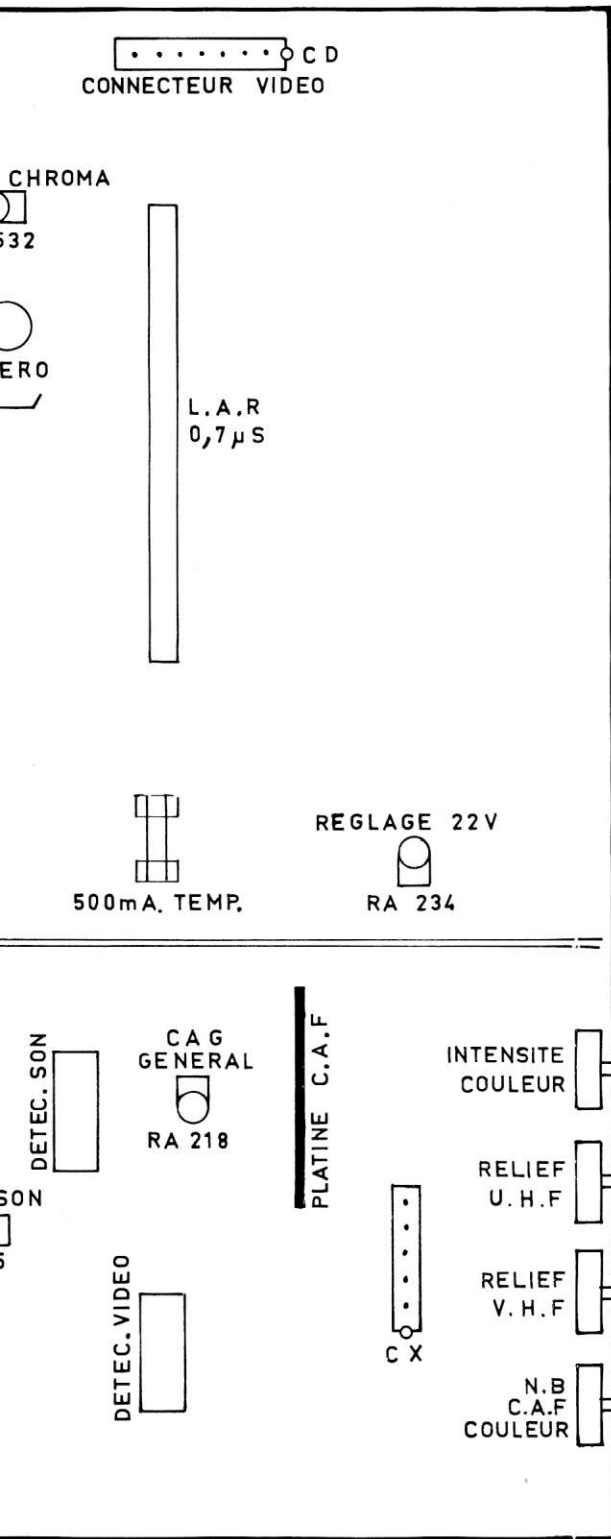 C D
CONNECTEUR VIDEO
CHROMA
532
ERO
L.A.R
0,7µS
REGLAGE 22V
500mA. TEMP.
RA 234
CAG
GENERAL
RA 218
DETEC. SON
PLATINE C.A.F
INTENSITE
COULEUR
RELIEF
U.H.F
SON
DETEC. VIDEO
RELIEF
V.H.F
C X
N.B
C.A.F
COULEUR